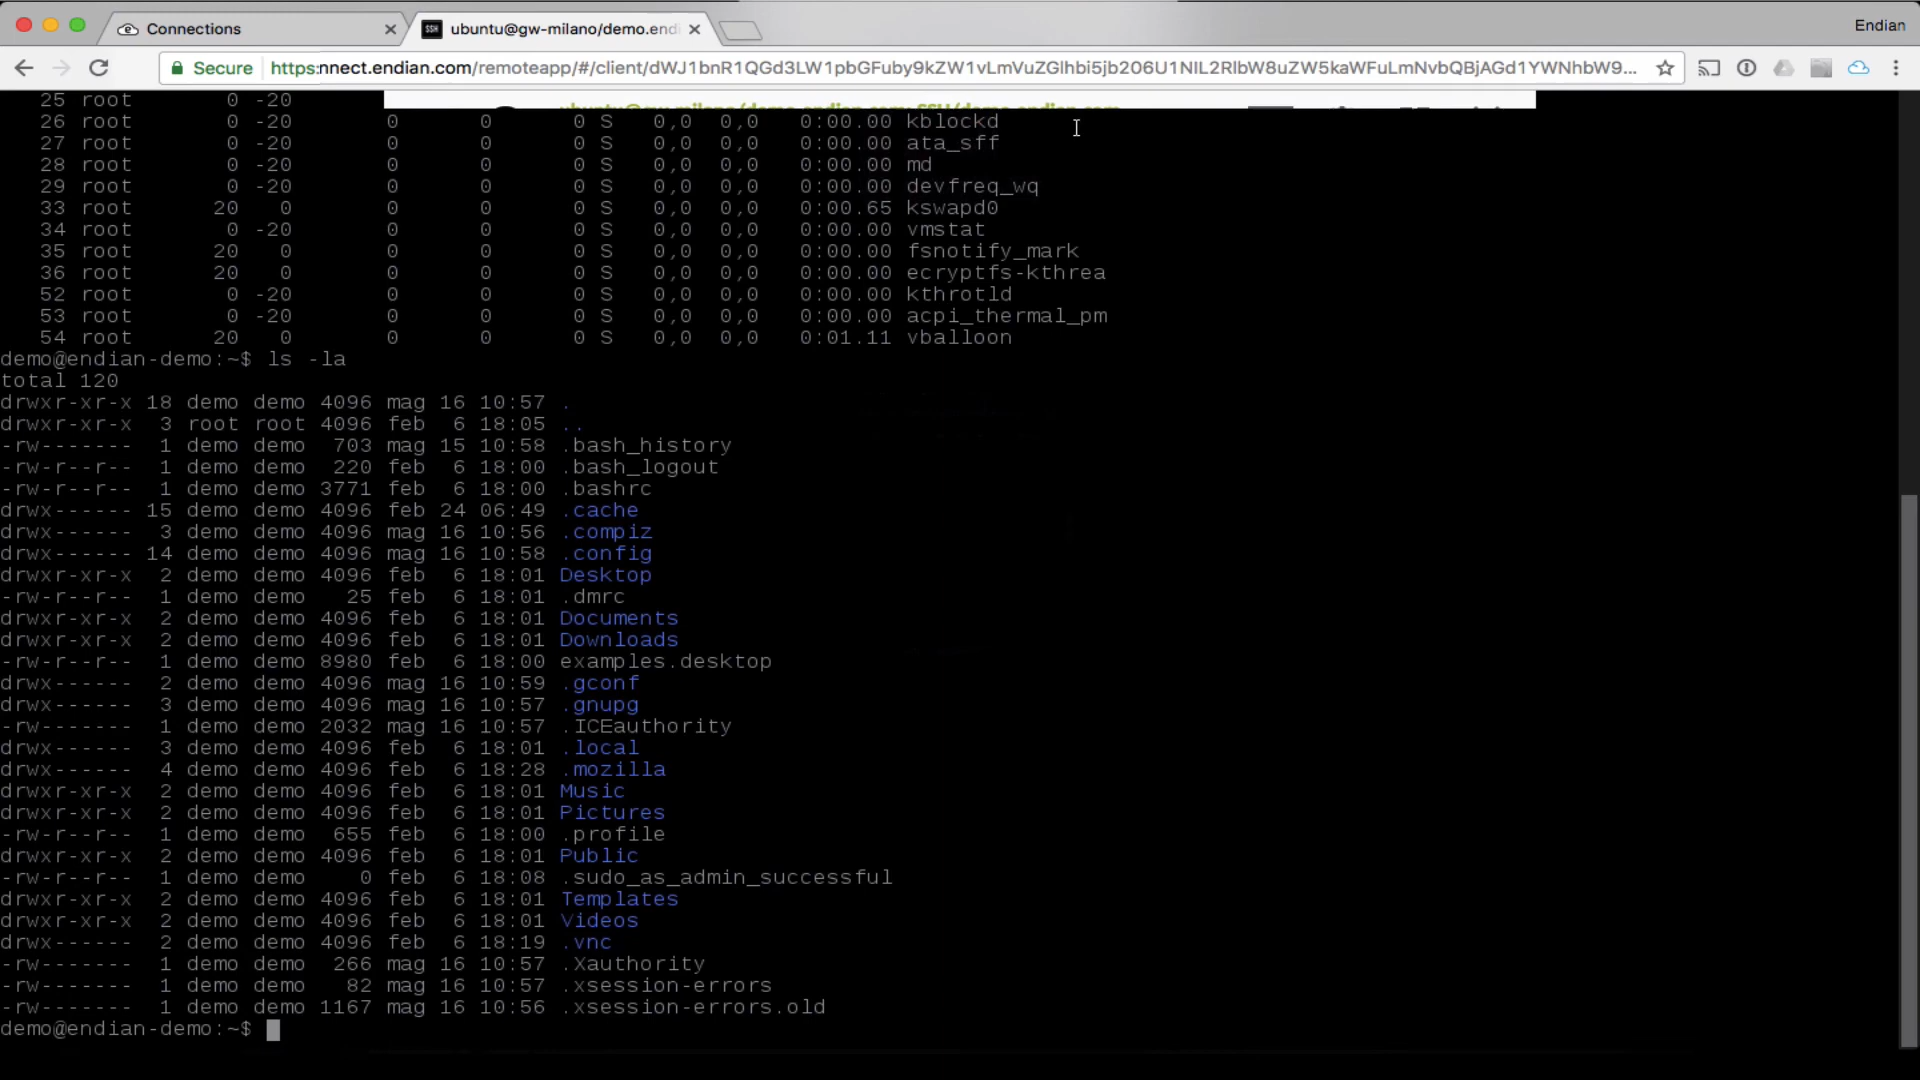 Connections
ubuntu@gw-milano/demo.end
Endian
Secure https:nnect.endian.com/remoteapp/#/client/dWJ1bnR1QGd3LW1pbGFuby9kZW1vLmVuZGlhbi5jb206U1NIL2RlbW8uZW5kaWFuLmNvbQBjAGd1YWNhbW9...
25 root 0 -20
26 root 0 -20 0 0 0 S 0,0 0,0 0:00.00 kblockd
27 root 0 -20 0 0 0 S 0,0 0,0 0:00.00 ata_sff
28 root 0 -20 0 0 0 S 0,0 0,0 0:00.00 md
29 root 0 -20 0 0 0 S 0,0 0,0 0:00.00 devfreq_wq
33 root 20 0 0 0 0 S 0,0 0,0 0:00.65 kswapd0
34 root 0 -20 0 0 0 S 0,0 0,0 0:00.00 vmstat
35 root 20 0 0 0 0 S 0,0 0,0 0:00.00 fsnotify_mark
36 root 20 0 0 0 0 S 0,0 0,0 0:00.00 ecryptfs-kthrea
52 root 0 -20 0 0 0 S 0,0 0,0 0:00.00 kthrotld
53 root 0 -20 0 0 0 S 0,0 0,0 0:00.00 acpi_thermal_pm
54 root 20 0 0 0 0 S 0,0 0,0 0:01.11 vballoon
demo@endian-demo:~$ ls -la
total 120
drwxr-xr-x 18 demo demo 4096 mag 16 10:57 .
drwxr-xr-x 3 root root 4096 feb 6 18:05 ..
-rw------- 1 demo demo 703 mag 15 10:58 .bash_history
-rw-r--r-- 1 demo demo 220 feb 6 18:00 .bash_logout
-rw-r--r-- 1 demo demo 3771 feb 6 18:00 .bashrc
drwx------ 15 demo demo 4096 feb 24 06:49 .cache
drwx------ 3 demo demo 4096 mag 16 10:56 .compiz
drwx------ 14 demo demo 4096 mag 16 10:58 .config
drwxr-xr-x 2 demo demo 4096 feb 6 18:01 Desktop
-rw-r--r-- 1 demo demo 25 feb 6 18:01 .dmrc
drwxr-xr-x 2 demo demo 4096 feb 6 18:01 Documents
drwxr-xr-x 2 demo demo 4096 feb 6 18:01 Downloads
-rw-r--r-- 1 demo demo 8980 feb 6 18:00 examples.desktop
drwx------ 2 demo demo 4096 mag 16 10:59 .gconf
drwx------ 3 demo demo 4096 mag 16 10:57 .gnupg
-rw------- 1 demo demo 2032 mag 16 10:57 .ICEauthority
drwx------ 3 demo demo 4096 feb 6 18:01 .local
drwx------ 4 demo demo 4096 feb 6 18:28 .mozilla
drwxr-xr-x 2 demo demo 4096 feb 6 18:01 Music
drwxr-xr-x 2 demo demo 4096 feb 6 18:01 Pictures
-rw-r--r-- 1 demo demo 655 feb 6 18:00 .profile
drwxr-xr-x 2 demo demo 4096 feb 6 18:01 Public
-rw-r--r-- 1 demo demo 0 feb 6 18:08 .sudo_as_admin_successful
drwxr-xr-x 2 demo demo 4096 feb 6 18:01 Templates
drwxr-xr-x 2 demo demo 4096 feb 6 18:01 Videos
drwx------ 2 demo demo 4096 feb 6 18:19 .vnc
-rw------- 1 demo demo 266 mag 16 10:57 .Xauthority
-rw------- 1 demo demo 82 mag 16 10:57 .xsession-errors
-rw------- 1 demo demo 1167 mag 16 10:56 .xsession-errors.old
demo@endian-demo:~$